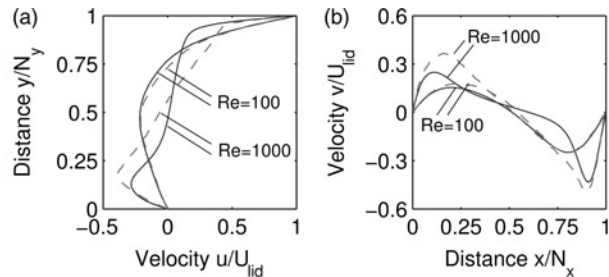 (a)
Distance y/N_y
1
0.75
0.5
0.25
0
Re=100
Re=1000
-0.5
0
0.5
1
Velocity u/U_lid
(b)
Velocity v/U_lid
0.6
0.3
0
-0.3
-0.6
Re=1000
Re=100
0
0.25
0.5
0.75
1
Distance x/N_x